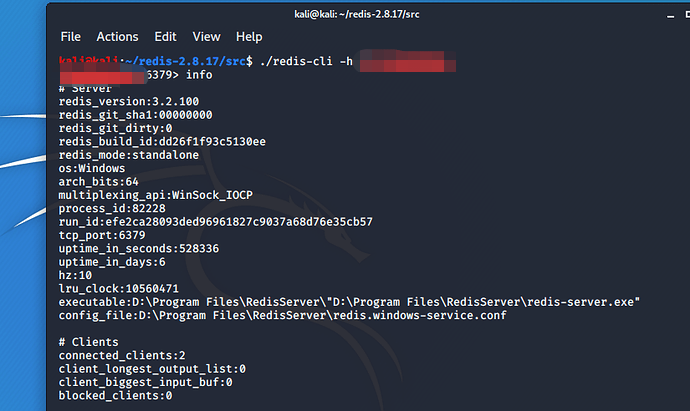 kali@kali: ~/redis-2.8.17/src
File Actions Edit View Help
kali@kali:~/redis-2.8.17/src$ ./redis-cli -h
6379> info
# Server
redis_version:3.2.100
redis_git_sha1:00000000
redis_git_dirty:0
redis_build_id:dd26f1f93c5130ee
redis_mode:standalone
os:Windows
arch_bits:64
multiplexing_api:WinSock_IOCP
process_id:82228
run_id:efe2ca28093ded96961827c9037a68d76e35cb57
tcp_port:6379
uptime_in_seconds:528336
uptime_in_days:6
hz:10
lru_clock:10560471
executable:D:\Program Files\RedisServer\"D:\Program Files\RedisServer\redis-server.exe"
config_file:D:\Program Files\RedisServer\redis.windows-service.conf
# Clients
connected_clients:2
client_longest_output_list:0
client_biggest_input_buf:0
blocked_clients:0